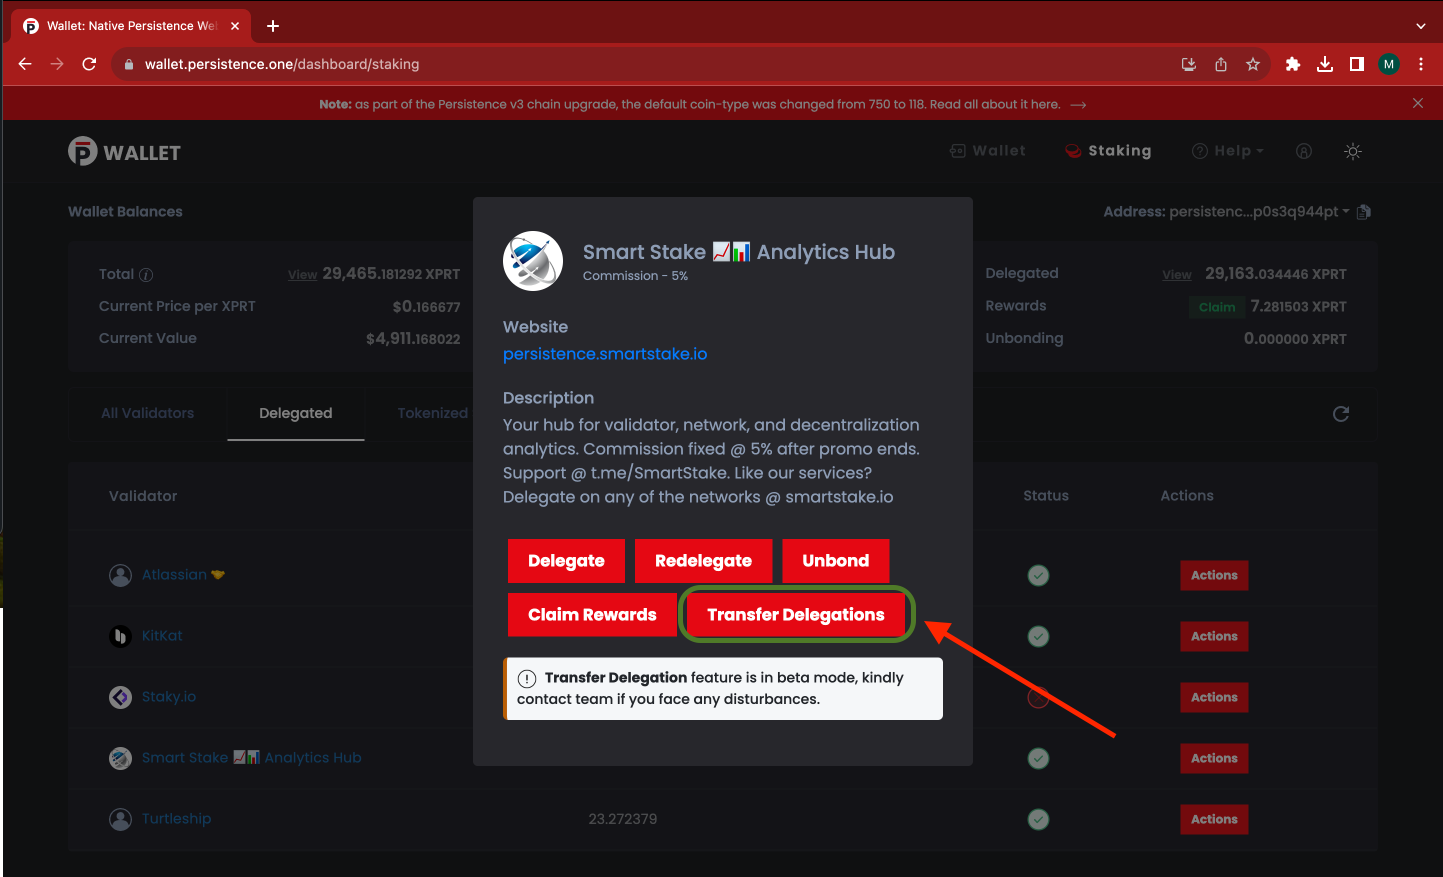 Wallet: Native Persistence We
wallet.persistence.one/dashboard/staking
M
Note: as part of the Persistence v3 chain upgrade, the default coin-type was changed from 750 to 118. Read all about it here. →
WALLET
Wallet
Staking
Help
Wallet Balances
Address: persistenc...p0s3q944pt
Total
View 29,465.181292 XPRT
Current Price per XPRT
$0.166677
Current Value
$4,911.168022
Delegated
View 29,163.034446 XPRT
Rewards
Claim 7.281503 XPRT
Unbonding
0.000000 XPRT
All Validators
Delegated
Tokenized
Validator
Status
Actions
Atlassian
Actions
KitKat
Actions
Staky.io
Actions
Smart Stake 📈📊 Analytics Hub
Actions
Turtleship
23.272379
Actions
Smart Stake 📈📊 Analytics Hub
Commission - 5%
Website
persistence.smartstake.io
Description
Your hub for validator, network, and decentralization
analytics. Commission fixed @ 5% after promo ends.
Support @ t.me/SmartStake. Like our services?
Delegate on any of the networks @ smartstake.io
Delegate
Redelegate
Unbond
Claim Rewards
Transfer Delegations
Transfer Delegation feature is in beta mode, kindly
contact team if you face any disturbances.